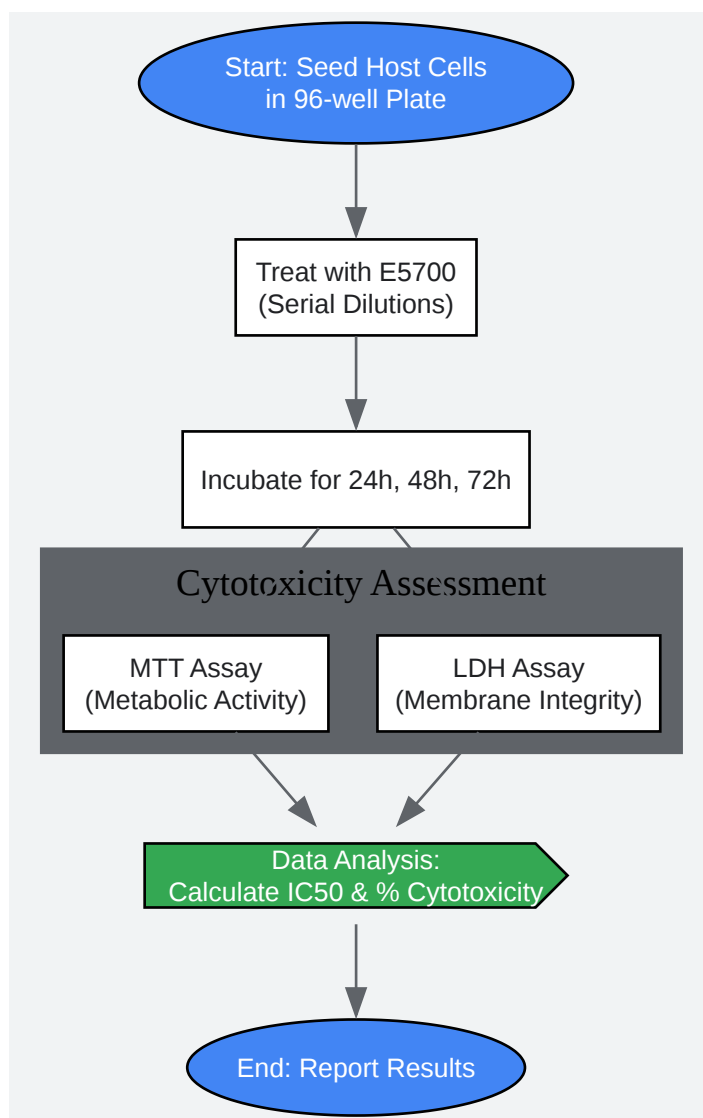 Start: Seed Host Cells
in 96-well Plate
Treat with E5700
(Serial Dilutions)
Incubate for 24h, 48h, 72h
Cytotoxicity Assessment
MTT Assay
(Metabolic Activity)
LDH Assay
(Membrane Integrity)
Data Analysis:
Calculate IC50 & % Cytotoxicity
End: Report Results